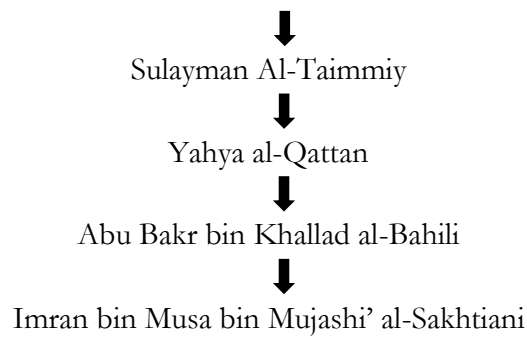 Sulayman Al-Taimmiy
Yahya al-Qattan
Abu Bakr bin Khallad al-Bahili
Imran bin Musa bin Mujashi’ al-Sakhtiani